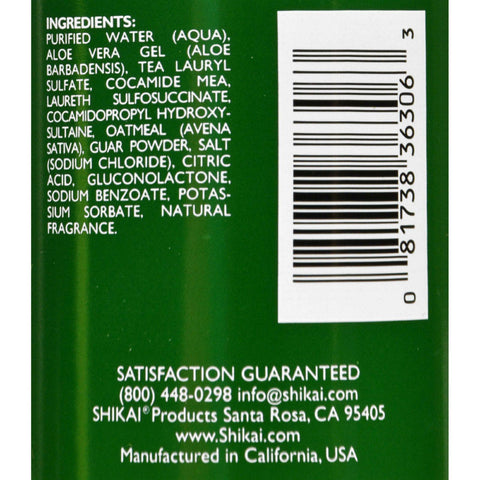 INGREDIENTS:
PURIFIED WATER (AQUA),
ALOE VERA GEL (ALOE
BARBADENSIS), TEA LAURYL
SULFATE, COCAMIDE MEA,
LAURETH SULFOSUCCINATE,
COCAMIDOPROPYL HYDROXY-
SULTAINE, OATMEAL (AVENA
SATIVA), GUAR POWDER, SALT
(SODIUM CHLORIDE), CITRIC
ACID, GLUCONOLACTONE,
SODIUM BENZOATE, POTAS-
SIUM SORBATE, NATURAL
FRAGRANCE.
0 81738 36306 3
SATISFACTION GUARANTEED
(800) 448-0298 info@shikai.com
SHIKAI® Products Santa Rosa, CA 95405
www.Shikai.com
Manufactured in California, USA